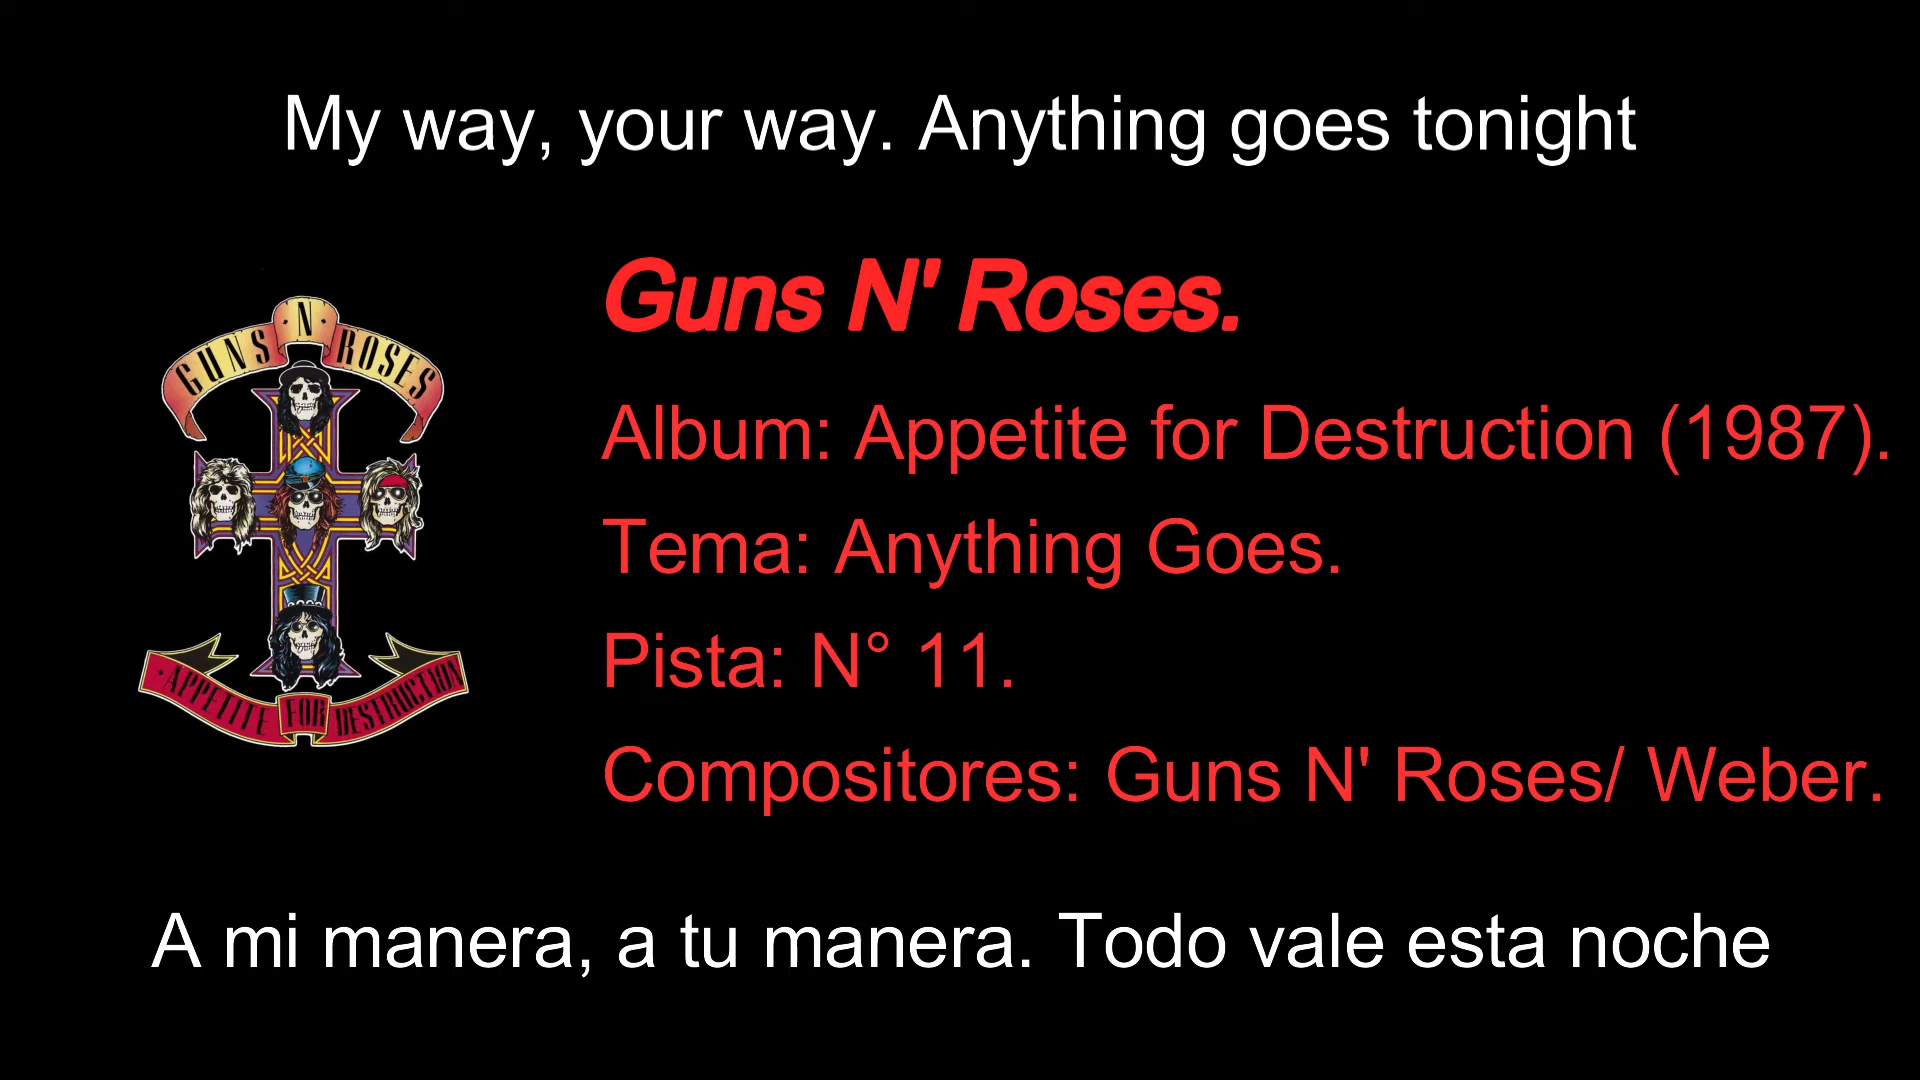 My way, your way. Anything goes tonight
Guns N' Roses.
GUNS ·N· ROSES
Album: Appetite for Destruction (1987).
Tema: Anything Goes.
Pista: N° 11.
·APPETITE FOR DESTRUCTION
Compositores: Guns N' Roses/ Weber.
A mi manera, a tu manera. Todo vale esta noche